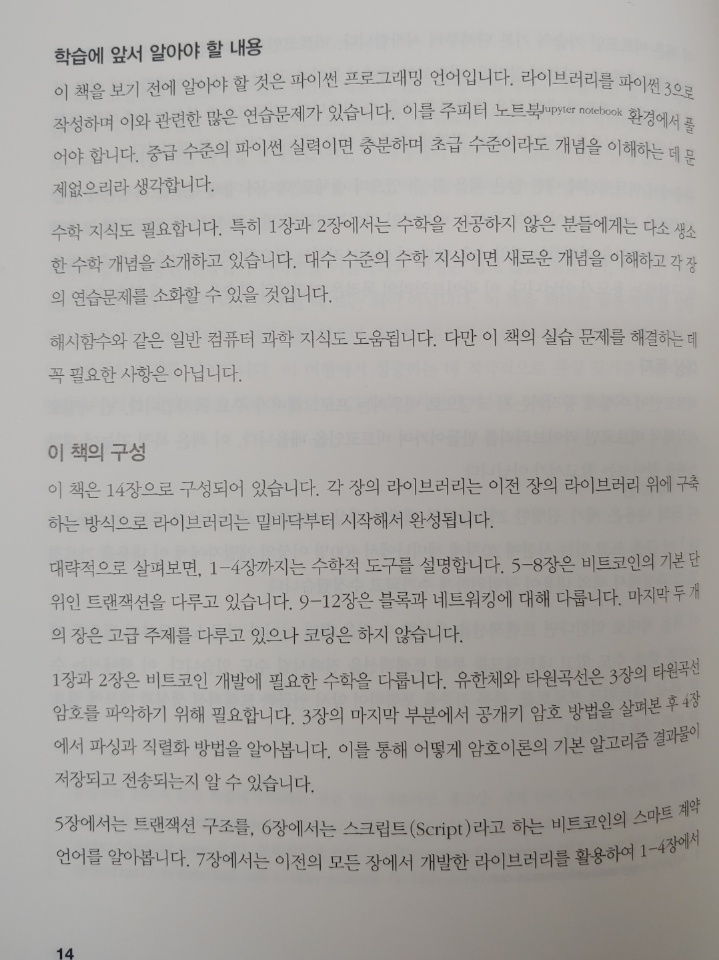 학습에 앞서 알아야 할 내용
이 책을 보기 전에 알아야 할 것은 파이썬 프로그래밍 언어입니다. 라이브러리를 파이썬 3으로
작성하며 이와 관련한 많은 연습문제가 있습니다. 이를 주피터 노트북Jupyter notebook 환경에서 풀
어야 합니다. 중급 수준의 파이썬 실력이면 충분하며 초급 수준이라도 개념을 이해하는 데 문
제없으리라 생각합니다.
수학 지식도 필요합니다. 특히 1장과 2장에서는 수학을 전공하지 않은 분들에게는 다소 생소
한 수학 개념을 소개하고 있습니다. 대수 수준의 수학 지식이면 새로운 개념을 이해하고 각 장
의 연습문제를 소화할 수 있을 것입니다.
해시함수와 같은 일반 컴퓨터 과학 지식도 도움됩니다. 다만 이 책의 실습 문제를 해결하는 데
꼭 필요한 사항은 아닙니다.
이 책의 구성
이 책은 14장으로 구성되어 있습니다. 각 장의 라이브러리는 이전 장의 라이브러리 위에 구축
하는 방식으로 라이브러리는 밑바닥부터 시작해서 완성됩니다.
대략적으로 살펴보면, 1-4장까지는 수학적 도구를 설명합니다. 5-8장은 비트코인의 기본 단
위인 트랜잭션을 다루고 있습니다. 9-12장은 블록과 네트워킹에 대해 다룹니다. 마지막 두 개
의 장은 고급 주제를 다루고 있으나 코딩은 하지 않습니다.
1장과 2장은 비트코인 개발에 필요한 수학을 다룹니다. 유한체와 타원곡선은 3장의 타원곡선
암호를 파악하기 위해 필요합니다. 3장의 마지막 부분에서 공개키 암호 방법을 살펴본 후 4장
에서 파싱과 직렬화 방법을 알아봅니다. 이를 통해 어떻게 암호이론의 기본 알고리즘 결과물이
저장되고 전송되는지 알 수 있습니다.
5장에서는 트랜잭션 구조를, 6장에서는 스크립트(Script)라고 하는 비트코인의 스마트 계약
언어를 알아봅니다. 7장에서는 이전의 모든 장에서 개발한 라이브러리를 활용하여 1-4장에서
14